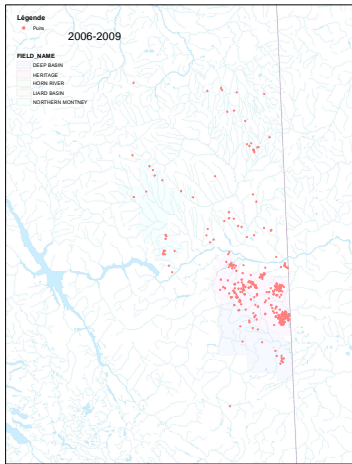 Légende
Puits
2006-2009
FIELD_NAME
DEEP BASIN
HERITAGE
HORN RIVER
LIARD BASIN
NORTHERN MONTNEY